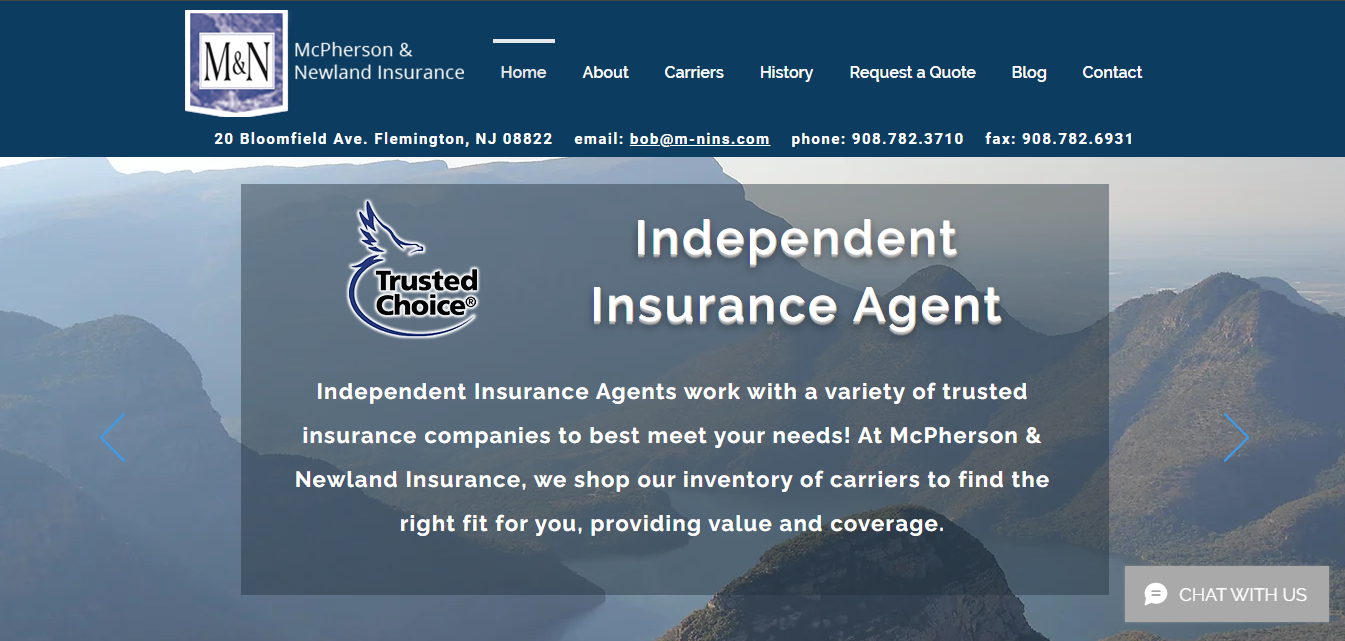 M&N
McPherson &
Newland Insurance
Home About Carriers History Request a Quote Blog Contact
20 Bloomfield Ave. Flemington, NJ 08822 email: bob@m-nins.com phone: 908.782.3710 fax: 908.782.6931
Trusted
Choice®
Independent
Insurance Agent
Independent Insurance Agents work with a variety of trusted
insurance companies to best meet your needs! At McPherson &
Newland Insurance, we shop our inventory of carriers to find the
right fit for you, providing value and coverage.
CHAT WITH US